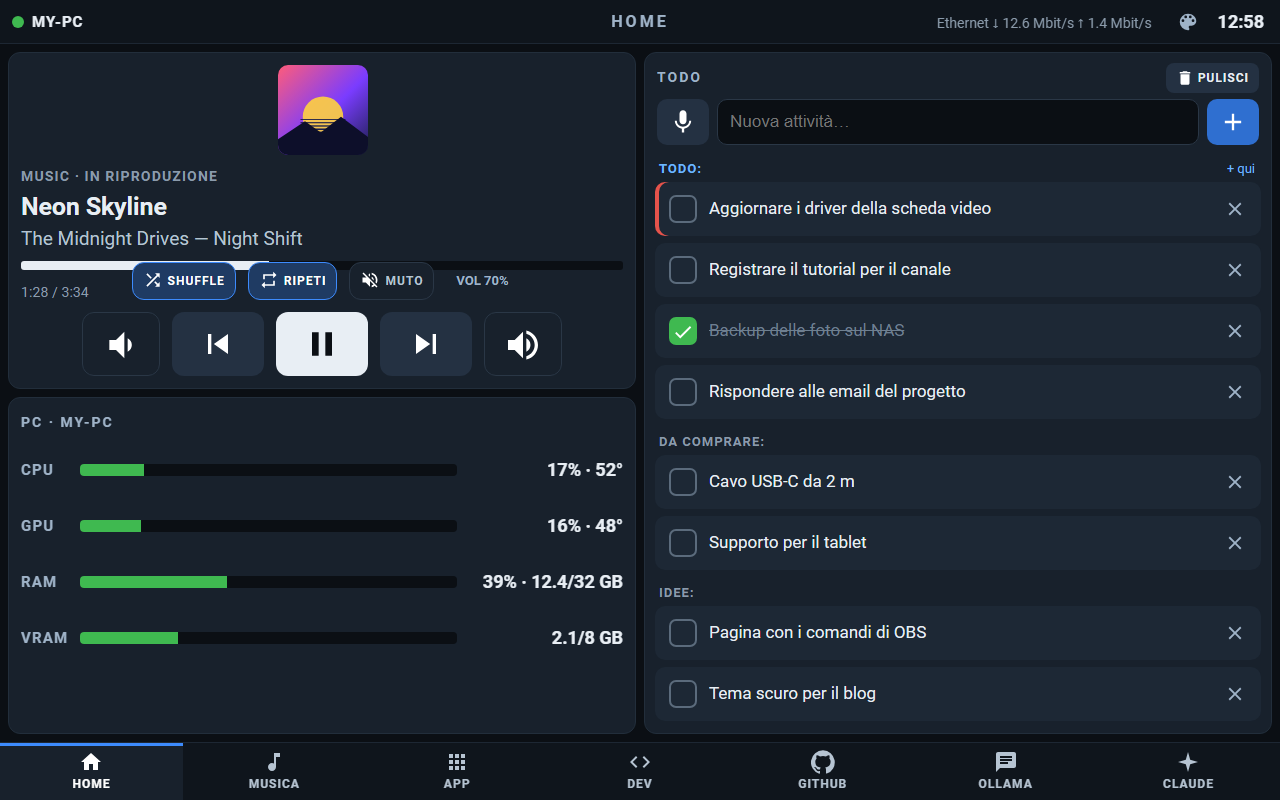 MY-PC
HOME
Ethernet ↓ 12.6 Mbit/s ↑ 1.4 Mbit/s
12:58
MUSIC · IN RIPRODUZIONE
Neon Skyline
The Midnight Drives — Night Shift
1:28 / 3:34
SHUFFLE
RIPETI
MUTO
VOL 70%
PC · MY-PC
CPU
17% · 52°
GPU
16% · 48°
RAM
39% · 12.4/32 GB
VRAM
2.1/8 GB
TODO
PULISCI
Nuova attività…
TODO:
+ qui
Aggiornare i driver della scheda video
Registrare il tutorial per il canale
Backup delle foto sul NAS
Rispondere alle email del progetto
DA COMPRARE:
Cavo USB-C da 2 m
Supporto per il tablet
IDEE:
Pagina con i comandi di OBS
Tema scuro per il blog
HOME
MUSICA
APP
DEV
GITHUB
OLLAMA
CLAUDE